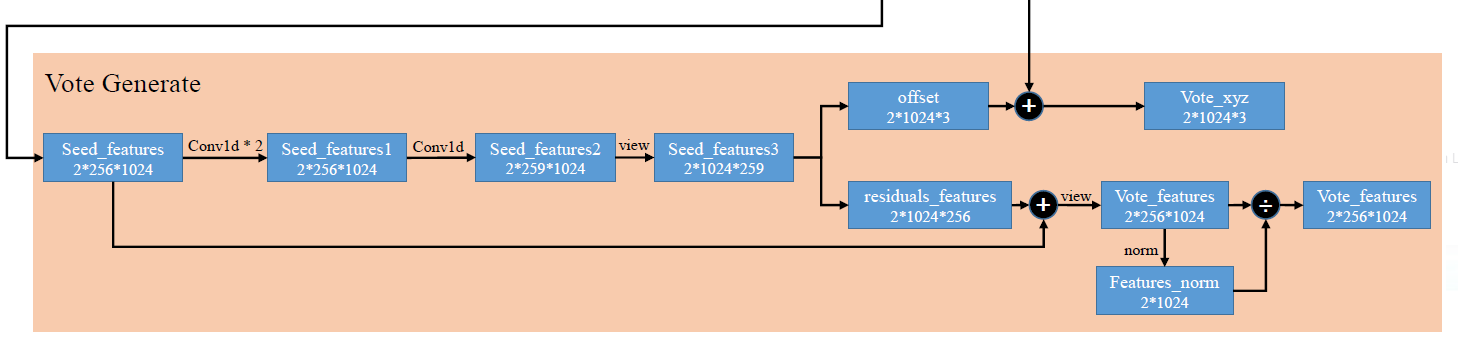 Vote Generate
Seed_features
2*256*1024
Conv1d * 2
Seed_features1
2*256*1024
Conv1d
Seed_features2
2*259*1024
view
Seed_features3
2*1024*259
offset
2*1024*3
+
Vote_xyz
2*1024*3
residuals_features
2*1024*256
+
view
Vote_features
2*256*1024
÷
Vote_features
2*256*1024
norm
Features_norm
2*1024